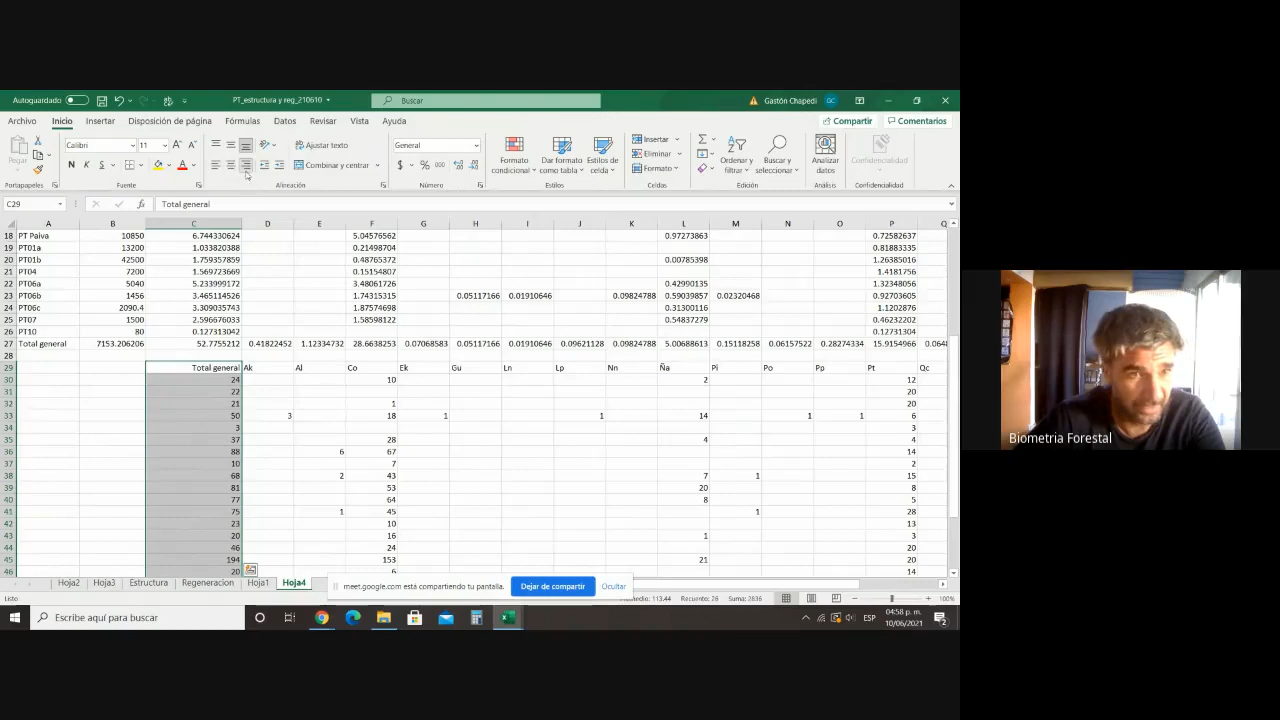 Autoguardado PT_estructura y reg_210610 Buscar Gastón Chapedi GC
Archivo Inicio Insertar Disposición de página Fórmulas Datos Revisar Vista Ayuda Compartir Comentarios
Pegar Calibri 11 Ajustar texto General Formato condicional Dar formato como tabla Estilos de celda Insertar Ordenar y filtrar Buscar y seleccionar Analizar datos Confidencialidad
N K S Combinar y centrar $ % 000 Eliminar
Formato
Portapapeles Fuente Alineación Número Estilos Celdas Edición Análisis Confidencialidad
C29 Total general
A B C D E F G H I J K L M N O P Q
18 PT Paiva 10850 6.744330624 5.04576562 0.97273863 0.72582637
19 PT01a 13200 1.033820388 0.21498704 0.81883335
20 PT01b 42500 1.759357859 0.48765372 0.00785398 1.26385016
21 PT04 7200 1.569723669 0.15154807 1.4181756
22 PT06a 5040 5.233999172 3.48061726 0.42990135 1.32348056
23 PT06b 1456 3.465114526 1.74315315 0.05117166 0.01910646 0.09824788 0.59039857 0.02320468 0.92703605
24 PT06c 2090.4 3.309035743 1.87574698 0.31300116 1.1202876
25 PT07 1500 2.596676033 1.58598122 0.54837279 0.46232202
26 PT10 80 0.127313042 0.12731304
27 Total general 7153.206206 52.7755212 0.41822452 1.12334732 28.6638253 0.07068583 0.05117166 0.01910646 0.09621128 0.09824788 5.00688613 0.15118258 0.06157522 0.28274334 15.9154966 0.064
28
29 Total general Ak Al Co Ek Gu Ln Lp Nn Ña Pi Po Pp Pt Qc
30 24 10 2 12
31 22 20
32 21 1 20
33 50 3 18 1 1 14 1 1 6
34 3 3
35 37 28 4 4
36 88 6 67 14
37 10 7 2
38 68 2 43 7 1 15
39 81 53 20 8
40 77 64 8 5
41 75 1 45 1 28
42 23 10 13
43 20 16 1 3
44 46 24 20
45 194 153 21 20
46 20 6 14
Hoja2 Hoja3 Estructura Regeneracion Hoja1 Hoja4
meet.google.com está compartiendo tu pantalla. Dejar de compartir Ocultar
Listo Promedio: 113.44 Recuento: 26 Suma: 2836 100%
Escribe aquí para buscar ESP 04:58 p. m.
10/06/2021 2
Biometria Forestal